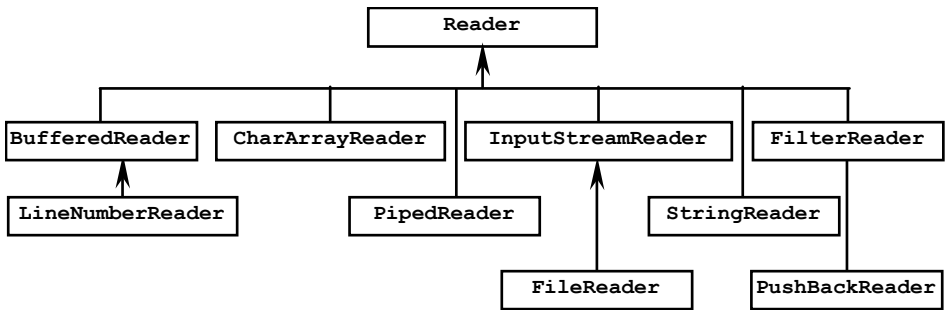 Reader
BufferedReader
CharArrayReader
InputStreamReader
FilterReader
LineNumberReader
PipedReader
StringReader
FileReader
PushBackReader